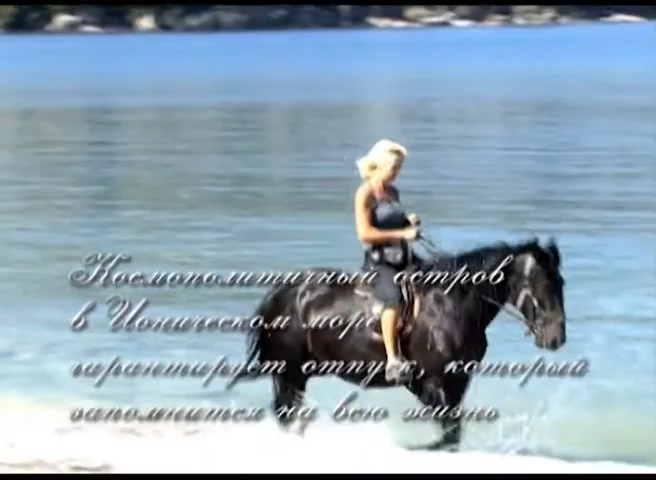 Космополитичный остров
в Ионическом море
гарантирует отпуск, который
запомнится на всю жизнь